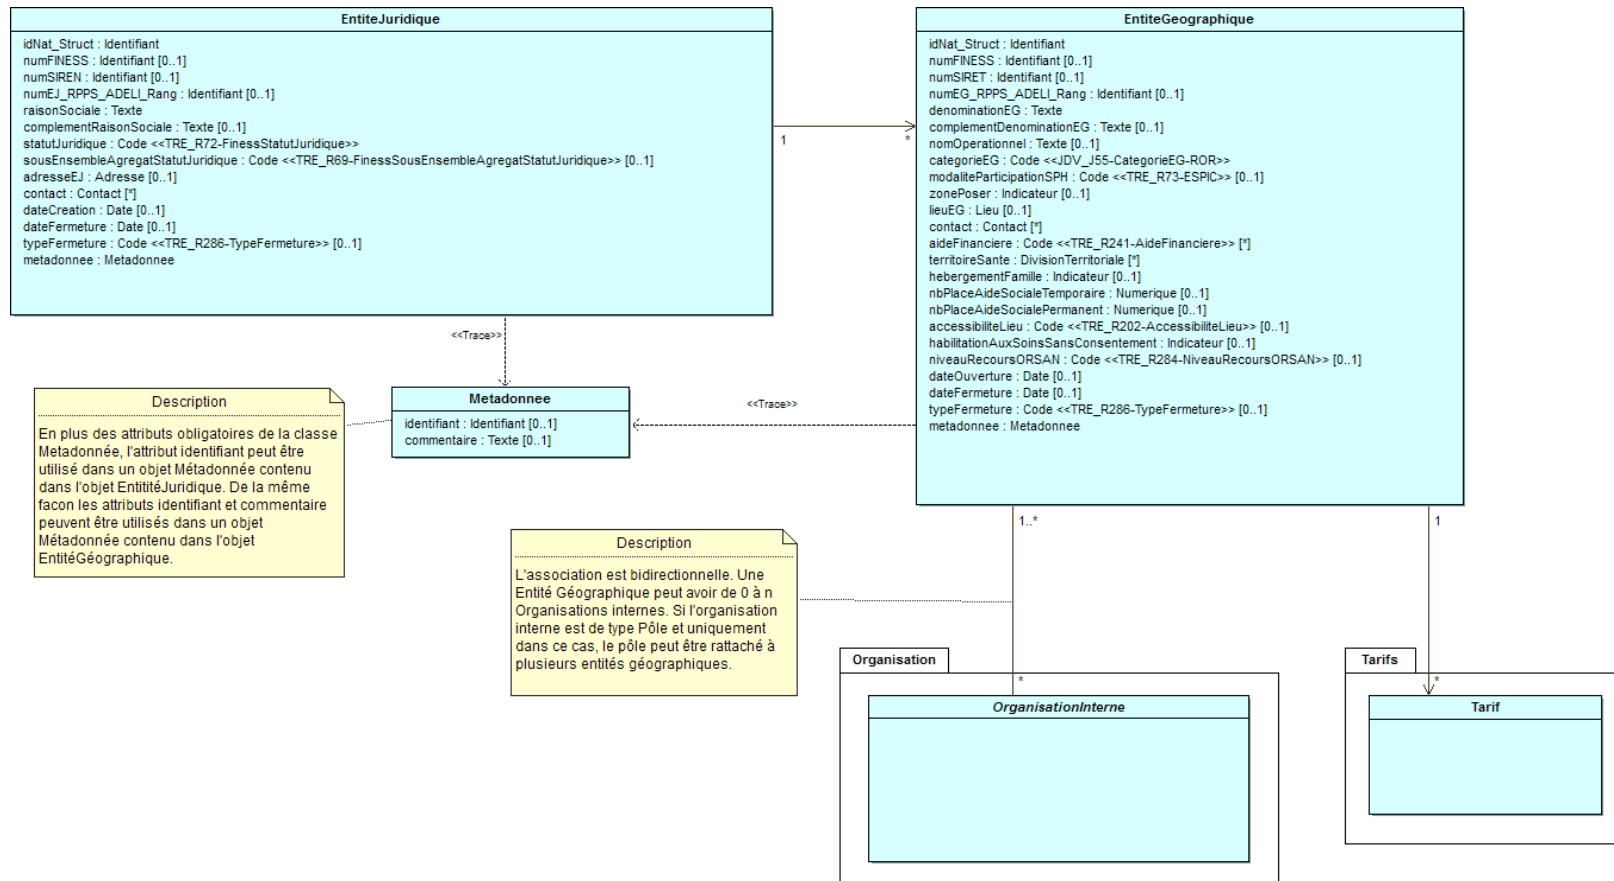 EntiteJuridique
idNat_Struct : Identifiant
numFINESS : Identifiant [0..1]
numSIREN : Identifiant [0..1]
numEJ_RPPS_ADELI_Rang : Identifiant [0..1]
raisonSociale : Texte
complementRaisonSociale : Texte [0..1]
statutJuridique : Code <<TRE_R72-FinessStatutJuridique>>
sousEnsembleAgregatStatutJuridique : Code <<TRE_R69-FinessSousEnsembleAgregatStatutJuridique>> [0..1]
adresseEJ : Adresse [0..1]
contact : Contact [*]
dateCreation : Date [0..1]
dateFermeture : Date [0..1]
typeFermeture : Code <<TRE_R286-TypeFermeture>> [0..1]
metadonnee : Metadonnee
1
*
EntiteGeographique
idNat_Struct : Identifiant
numFINESS : Identifiant [0..1]
numSIRET : Identifiant [0..1]
numEG_RPPS_ADELI_Rang : Identifiant [0..1]
denominationEG : Texte
complementDenominationEG : Texte [0..1]
nomOperationnel : Texte [0..1]
categorieEG : Code <<JDV_J55-CategorieEG-ROR>>
modaliteParticipationSPH : Code <<TRE_R73-ESPIC>> [0..1]
zonePoser : Indicateur [0..1]
lieuEG : Lieu [0..1]
contact : Contact [*]
aideFinanciere : Code <<TRE_R241-AideFinanciere>> [*]
territoireSante : DivisionTerritoriale [*]
hebergementFamille : Indicateur [0..1]
nbPlaceAideSocialeTemporaire : Numerique [0..1]
nbPlaceAideSocialePermanent : Numerique [0..1]
accessibiliteLieu : Code <<TRE_R202-AccessibiliteLieu>> [0..1]
habilitationAuxSoinsSansConsentement : Indicateur [0..1]
niveauRecoursORSAN : Code <<TRE_R284-NiveauRecoursORSAN>> [0..1]
dateOuverture : Date [0..1]
dateFermeture : Date [0..1]
typeFermeture : Code <<TRE_R286-TypeFermeture>> [0..1]
metadonnee : Metadonnee
<<Trace>>
Metadonnee
identifiant : Identifiant [0..1]
commentaire : Texte [0..1]
<<Trace>>
Description
En plus des attributs obligatoires de la classe
Metadonnée, l'attribut identifiant peut être
utilisé dans un objet Métadonnée contenu
dans l'objet EntititéJuridique. De la même
facon les attributs identifiant et commentaire
peuvent être utilisés dans un objet
Métadonnée contenu dans l'objet
EntitéGéographique.
Description
L'association est bidirectionnelle. Une
Entité Géographique peut avoir de 0 à n
Organisations internes. Si l'organisation
interne est de type Pôle et uniquement
dans ce cas, le pôle peut être rattaché à
plusieurs entités géographiques.
1..*
1
Organisation
*
OrganisationInterne
Tarifs
*
Tarif